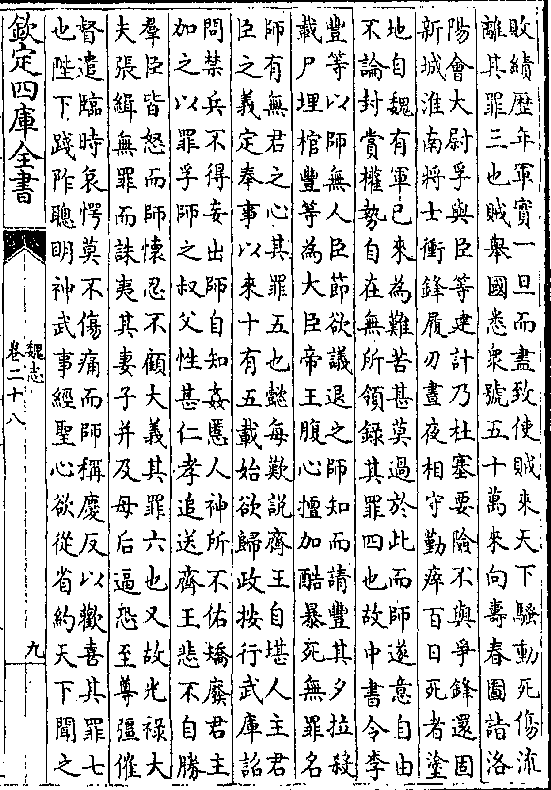 敗績歷年軍實一旦而盡致使賊來天下騷動死傷流
離其罪三也賊舉國悉衆號五十萬來向壽春圖詣洛
陽會大尉孚與臣等建計乃杜塞要險不與爭鋒還固
新城淮南將士衝鋒履刃晝夜相守勤瘁百日死者塗
地自魏有軍已來為難苦甚莫過於此而師遂意自由
不論封賞權勢自在無所領録其罪四也故中書令李
豐等以師無人臣節欲議退之師知而請豐其夕拉殺
載尸埋棺豐等為大臣帝王腹心擅加酷暴死無罪名
師有無君之心其罪五也懿每歎說齊王自堪人主君
臣之義定奉事以來十有五載始欲歸政按行武庫詔
問禁兵不得妄出師自知姦慝人神所不佑矯廢君主
加之以罪孚師之叔父性甚仁孝追送齊王悲不自勝
羣臣皆怒而師懷忍不顧大義其罪六也又故光祿大
夫張緝無罪而誅夷其妻子并及母后逼恐至尊彊催
督遣臨時哀愕莫不傷痛而師稱慶反以歡喜其罪七
也陛下踐阼聰明神武事經聖心欲從省約天下聞之
欽定四庫全書
魏志
卷二十八
九